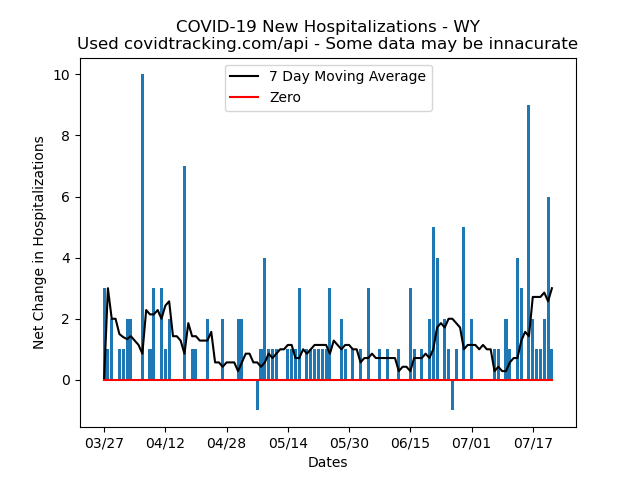 COVID-19 New Hospitalizations - WY
Used covidtracking.com/api - Some data may be innacurate
7 Day Moving Average
Zero
Net Change in Hospitalizations
10
8
6
4
2
0
03/27 04/12 04/28 05/14 05/30 06/15 07/01 07/17
Dates